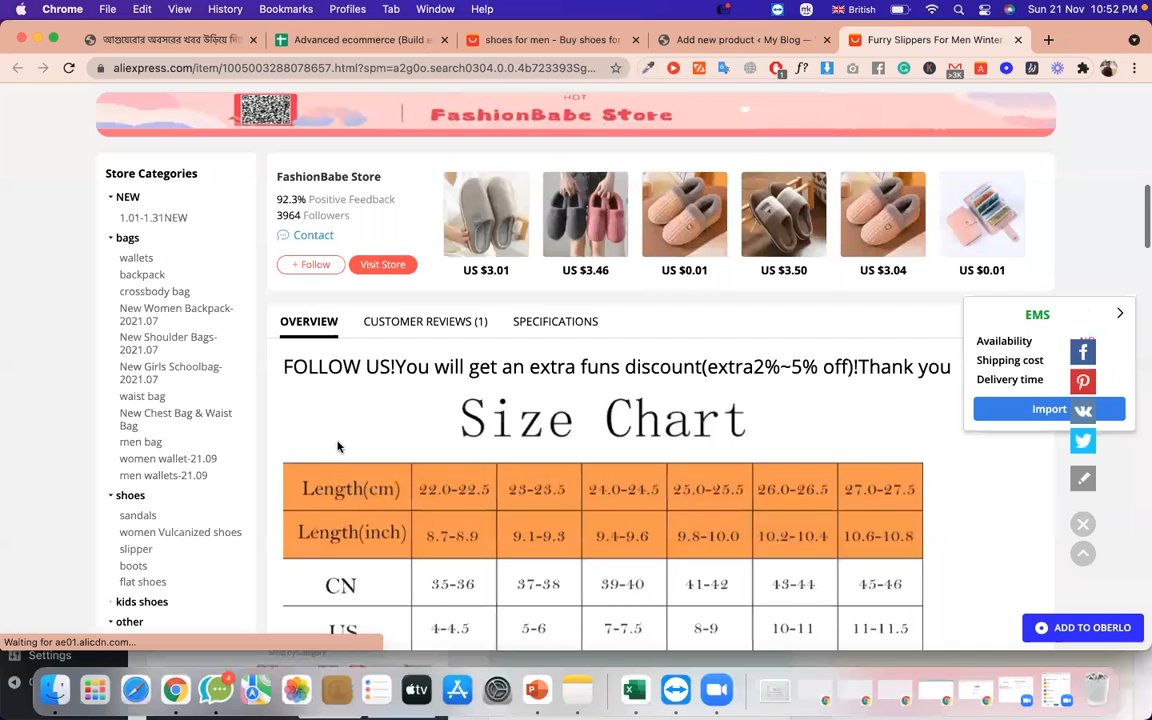 Chrome File Edit View History Bookmarks Profiles Tab Window Help
British Sun 21 Nov 10:52 PM
আশুয়েরোর অবসরের খবর উড়িয়ে দি
Advanced ecommerce (Build e
shoes for men - Buy shoes for
Add new product ‹ My Blog —
Furry Slippers For Men Winter
aliexpress.com/item/1005003288078657.html?spm=a2g0o.search0304.0.0.4b723393Sg...
HOT
FashionBabe Store
Store Categories
NEW
1.01-1.31NEW
bags
wallets
backpack
crossbody bag
New Women Backpack-
2021.07
New Shoulder Bags-
2021.07
New Girls Schoolbag-
2021.07
waist bag
New Chest Bag & Waist
Bag
men bag
women wallet-21.09
men wallets-21.09
shoes
sandals
women Vulcanized shoes
slipper
boots
flat shoes
kids shoes
other
FashionBabe Store
92.3% Positive Feedback
3964 Followers
Contact
+ Follow Visit Store
US $3.01 US $3.46 US $0.01 US $3.50 US $3.04 US $0.01
OVERVIEW CUSTOMER REVIEWS (1) SPECIFICATIONS
FOLLOW US!You will get an extra funs discount(extra2%~5% off)!Thank you
Size Chart
Length(cm) 22.0-22.5 23-23.5 24.0-24.5 25.0-25.5 26.0-26.5 27.0-27.5
Length(inch) 8.7-8.9 9.1-9.3 9.4-9.6 9.8-10.0 10.2-10.4 10.6-10.8
CN 35-36 37-38 39-40 41-42 43-44 45-46
US 4-4.5 5-6 7-7.5 8-9 10-11 11-11.5
EMS
Availability
Shipping cost
Delivery time
Import
ADD TO OBERLO
Waiting for ae01.alicdn.com...
Settings